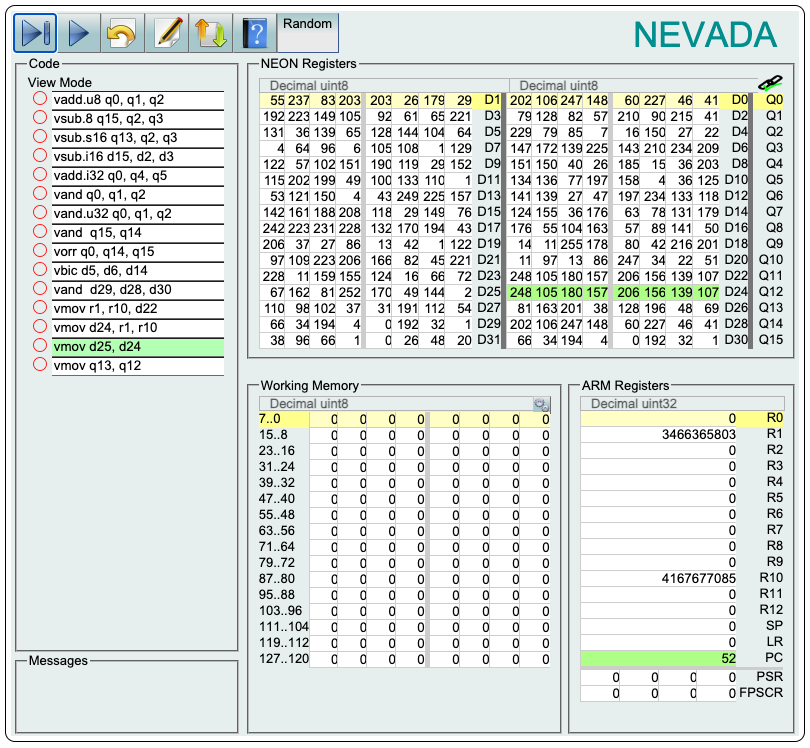 Random
NEVADA
Code
View Mode
vadd.u8 q0, q1, q2
vsub.8 q15, q2, q3
vsub.s16 q13, q2, q3
vsub.i16 d15, d2, d3
vadd.i32 q0, q4, q5
vand q0, q1, q2
vand.u32 q0, q1, q2
vand  q15, q14
vorr q0, q14, q15
vbic d5, d6, d14
vand  d29, d28, d30
vmov r1, r10, d22
vmov d24, r1, r10
vmov d25, d24
vmov q13, q12
Messages
NEON Registers
Decimal uint8 Decimal uint8
55 237 83 203 203 26 179 29 D1 202 106 247 148 60 227 46 41 D0 Q0
192 223 149 105 92 61 65 221 D3 79 128 82 57 210 90 215 41 D2 Q1
131 36 139 65 128 144 104 64 D5 229 79 85 7 16 150 27 22 D4 Q2
4 64 96 6 105 108 1 129 D7 147 172 139 225 143 210 234 209 D6 Q3
122 57 102 151 190 119 29 152 D9 151 150 40 26 185 15 36 203 D8 Q4
115 202 199 49 100 133 110 1 D11 134 136 77 197 158 4 36 125 D10 Q5
53 121 150 4 43 249 225 157 D13 141 139 27 47 197 234 133 118 D12 Q6
142 161 188 208 118 29 149 76 D15 124 155 36 176 63 78 131 179 D14 Q7
242 223 231 228 132 170 194 43 D17 176 55 104 163 57 89 141 50 D16 Q8
206 37 27 86 13 42 1 122 D19 14 11 255 178 80 42 216 201 D18 Q9
97 109 223 206 166 82 45 221 D21 11 97 13 86 247 34 22 51 D20 Q10
228 11 159 155 124 16 66 72 D23 248 105 180 157 206 156 139 107 D22 Q11
67 162 81 252 170 49 144 2 D25 248 105 180 157 206 156 139 107 D24 Q12
110 98 102 37 31 191 112 54 D27 81 163 201 38 128 196 48 69 D26 Q13
66 34 194 4 0 192 32 1 D29 202 106 247 148 60 227 46 41 D28 Q14
38 96 66 1 0 26 48 20 D31 66 34 194 4 0 192 32 1 D30 Q15
Working Memory
Decimal uint8
7..0 0 0 0 0 0 0 0 0
15..8 0 0 0 0 0 0 0 0
23..16 0 0 0 0 0 0 0 0
31..24 0 0 0 0 0 0 0 0
39..32 0 0 0 0 0 0 0 0
47..40 0 0 0 0 0 0 0 0
55..48 0 0 0 0 0 0 0 0
63..56 0 0 0 0 0 0 0 0
71..64 0 0 0 0 0 0 0 0
79..72 0 0 0 0 0 0 0 0
87..80 0 0 0 0 0 0 0 0
95..88 0 0 0 0 0 0 0 0
103..96 0 0 0 0 0 0 0 0
111..104 0 0 0 0 0 0 0 0
119..112 0 0 0 0 0 0 0 0
127..120 0 0 0 0 0 0 0 0
ARM Registers
Decimal uint32
0 R0
3466365803 R1
0 R2
0 R3
0 R4
0 R5
0 R6
0 R7
0 R8
0 R9
4167677085 R10
0 R11
0 R12
0 SP
0 LR
52 PC
0 0 0 0 PSR
0 0 0 0 FPSCR